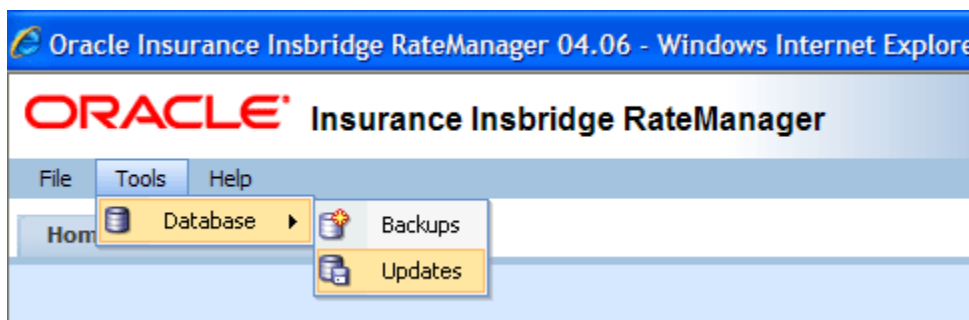 Oracle Insurance Insbridge RateManager 04.06 - Windows Internet Explore
ORACLE Insurance Insbridge RateManager
File Tools Help
Hom Database Backups
Updates